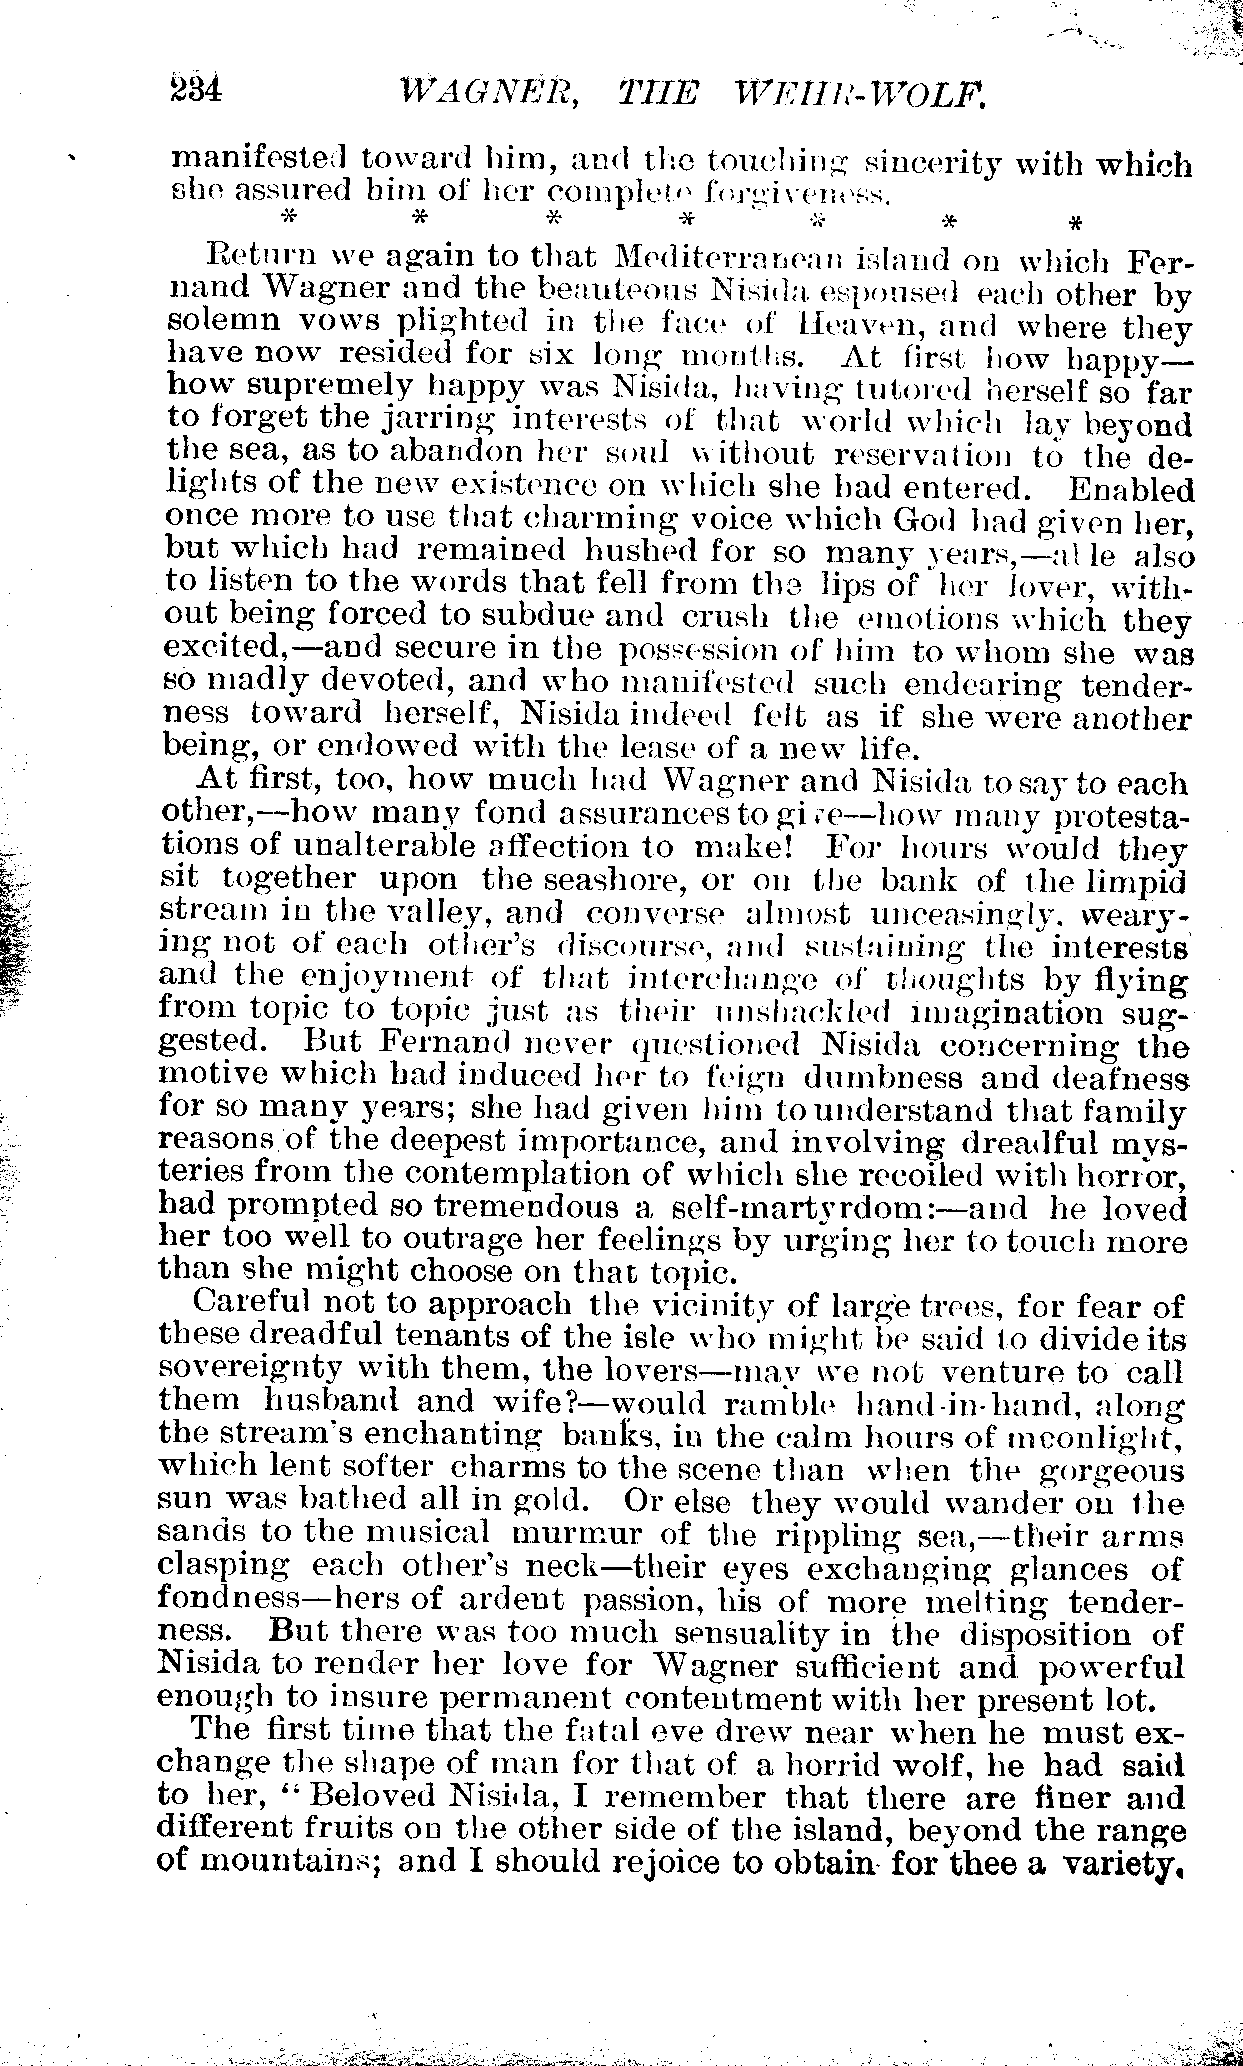 234 WAGNER, THE WEHR-WOLF.
manifested toward him, and the touching sincerity with which
she assured him of her complete forgiveness.
* * * * * * *
Return we again to that Mediterranean island on which Fer-
nand Wagner and the beauteous Nisida espoused each other by
solemn vows plighted in the face of Heaven, and where they
have now resided for six long months. At first how happy—
how supremely happy was Nisida, having tutored herself so far
to forget the jarring interests of that world which lay beyond
the sea, as to abandon her soul without reservation to the de-
lights of the new existence on which she had entered. Enabled
once more to use that charming voice which God had given her,
but which had remained hushed for so many years,—able also
to listen to the words that fell from the lips of her lover, with-
out being forced to subdue and crush the emotions which they
excited,—and secure in the possession of him to whom she was
so madly devoted, and who manifested such endearing tender-
ness toward herself, Nisida indeed felt as if she were another
being, or endowed with the lease of a new life.
At first, too, how much had Wagner and Nisida to say to each
other,—how many fond assurances to give—how many protesta-
tions of unalterable affection to make! For hours would they
sit together upon the seashore, or on the bank of the limpid
stream in the valley, and converse almost unceasingly, weary-
ing not of each other's discourse, and sustaining the interests
and the enjoyment of that interchange of thoughts by flying
from topic to topic just as their unshackled imagination sug-
gested. But Fernand never questioned Nisida concerning the
motive which had induced her to feign dumbness and deafness
for so many years; she had given him to understand that family
reasons of the deepest importance, and involving dreadful mys-
teries from the contemplation of which she recoiled with horror,
had prompted so tremendous a self-martyrdom:—and he loved
her too well to outrage her feelings by urging her to touch more
than she might choose on that topic.
Careful not to approach the vicinity of large trees, for fear of
these dreadful tenants of the isle who might be said to divide its
sovereignty with them, the lovers—may we not venture to call
them husband and wife?—would ramble hand-in-hand, along
the stream's enchanting banks, in the calm hours of moonlight,
which lent softer charms to the scene than when the gorgeous
sun was bathed all in gold. Or else they would wander on the
sands to the musical murmur of the rippling sea,—their arms
clasping each other's neck—their eyes exchanging glances of
fondness—hers of ardent passion, his of more melting tender-
ness. But there was too much sensuality in the disposition of
Nisida to render her love for Wagner sufficient and powerful
enough to insure permanent contentment with her present lot.
The first time that the fatal eve drew near when he must ex-
change the shape of man for that of a horrid wolf, he had said
to her, "Beloved Nisida, I remember that there are finer and
different fruits on the other side of the island, beyond the range
of mountains; and I should rejoice to obtain for thee a variety,